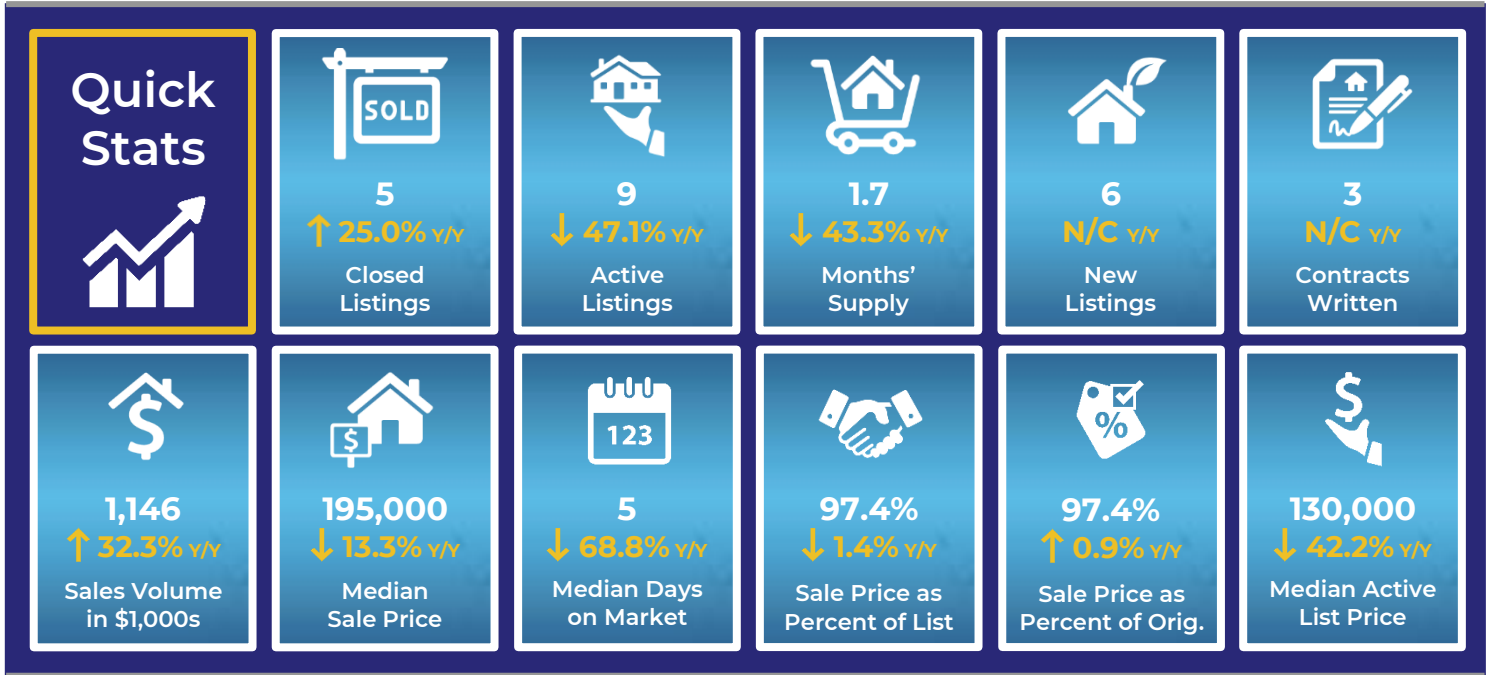 Quick
Stats
SOLD
5
↑ 25.0% Y/Y
Closed
Listings
9
↓ 47.1% Y/Y
Active
Listings
1.7
↓ 43.3% Y/Y
Months’
Supply
6
N/C Y/Y
New
Listings
3
N/C Y/Y
Contracts
Written
$
1,146
↑ 32.3% Y/Y
Sales Volume
in $1,000s
$
195,000
↓ 13.3% Y/Y
Median
Sale Price
123
5
↓ 68.8% Y/Y
Median Days
on Market
97.4%
↓ 1.4% Y/Y
Sale Price as
Percent of List
%
97.4%
↑ 0.9% Y/Y
Sale Price as
Percent of Orig.
$
130,000
↓ 42.2% Y/Y
Median Active
List Price